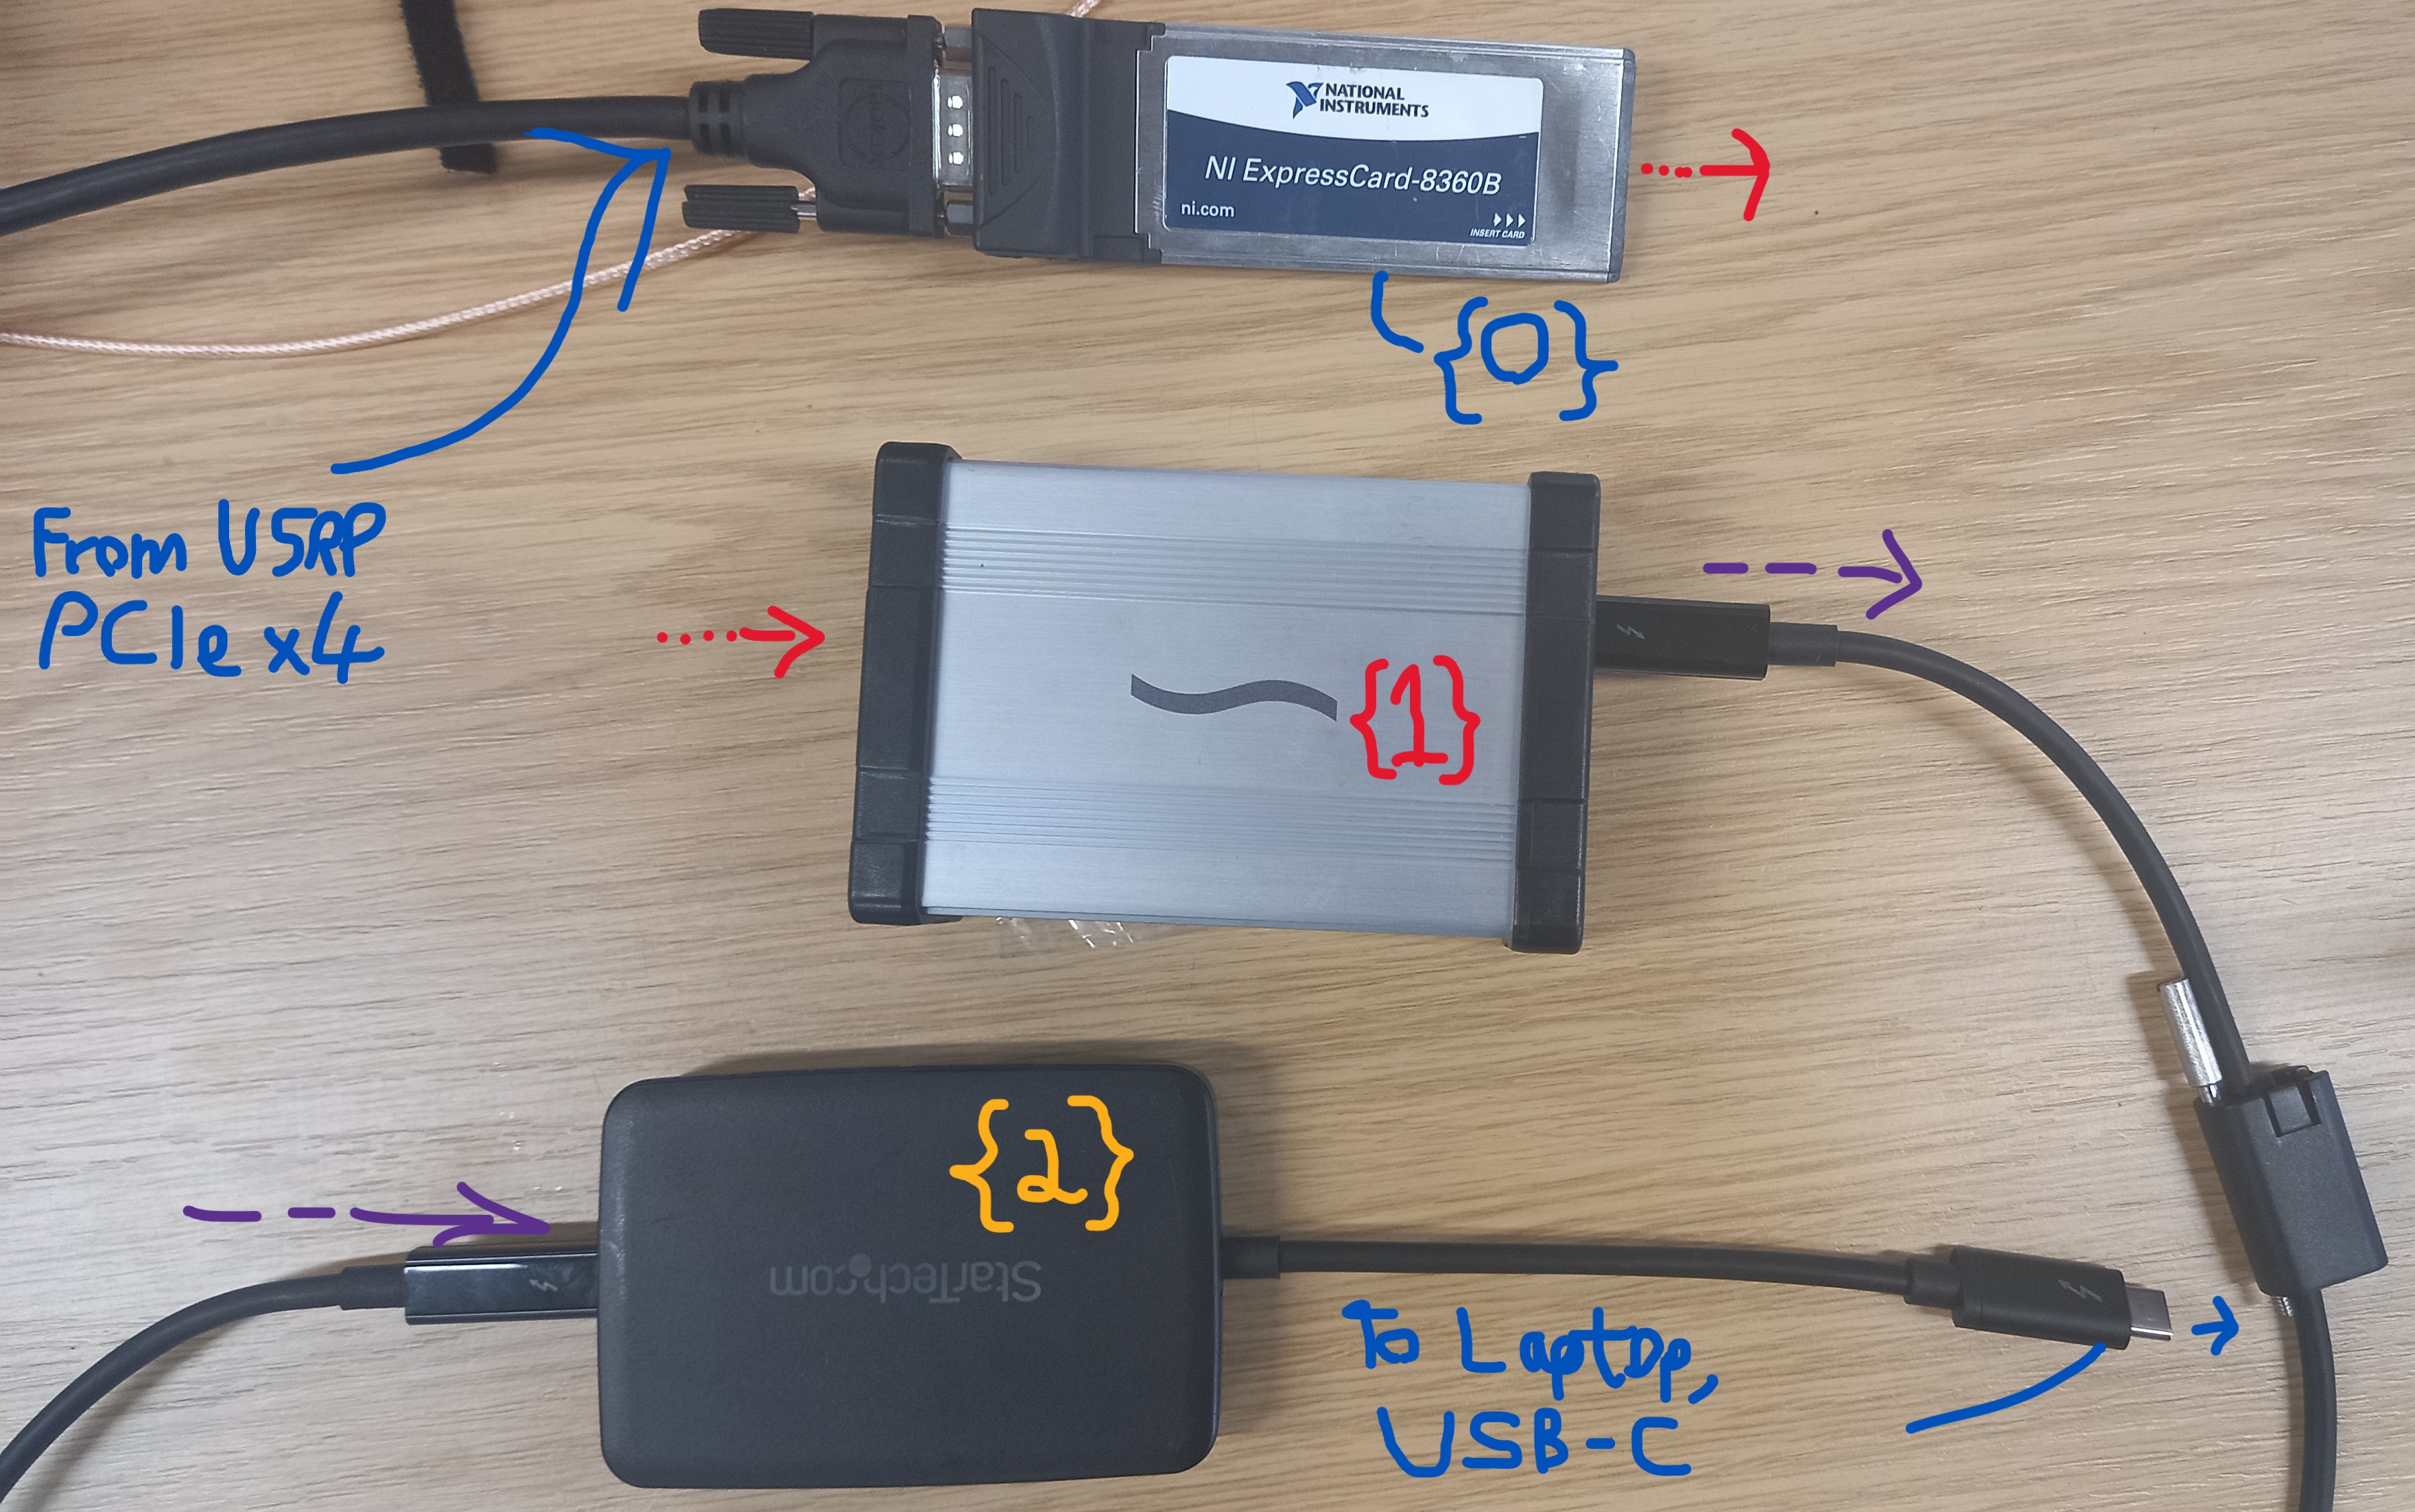 NATIONAL
INSTRUMENTS
NI ExpressCard-8360B
ni.com
INSERT CARD
{0}
From USRP
PCIe x4
{1}
{2}
StarTech.com
To Laptop,
USB-C